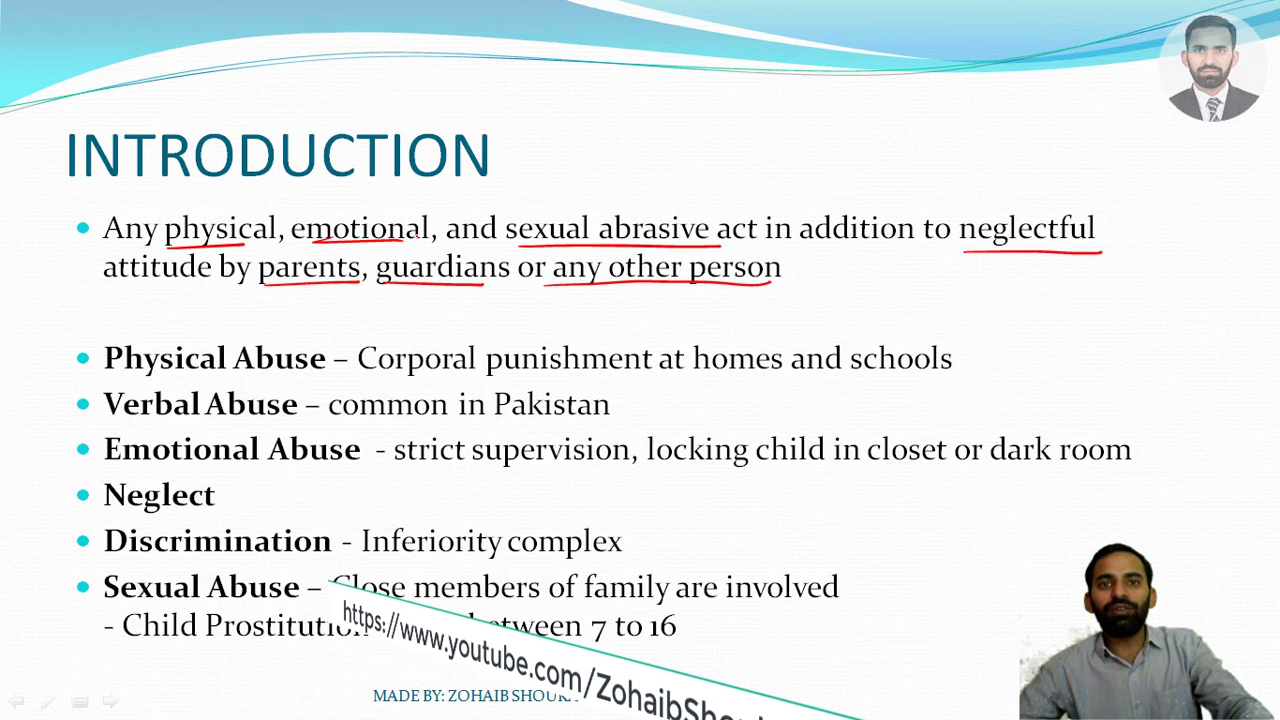 INTRODUCTION
Any physical, emotional, and sexual abrasive act in addition to neglectful
attitude by parents, guardians or any other person
Physical Abuse – Corporal punishment at homes and schools
Verbal Abuse – common in Pakistan
Emotional Abuse - strict supervision, locking child in closet or dark room
Neglect
Discrimination - Inferiority complex
Sexual Abuse – Close members of family are involved
- Child between 7 to 16
https://www.youtube.com/
MADE BY: ZOHAIB